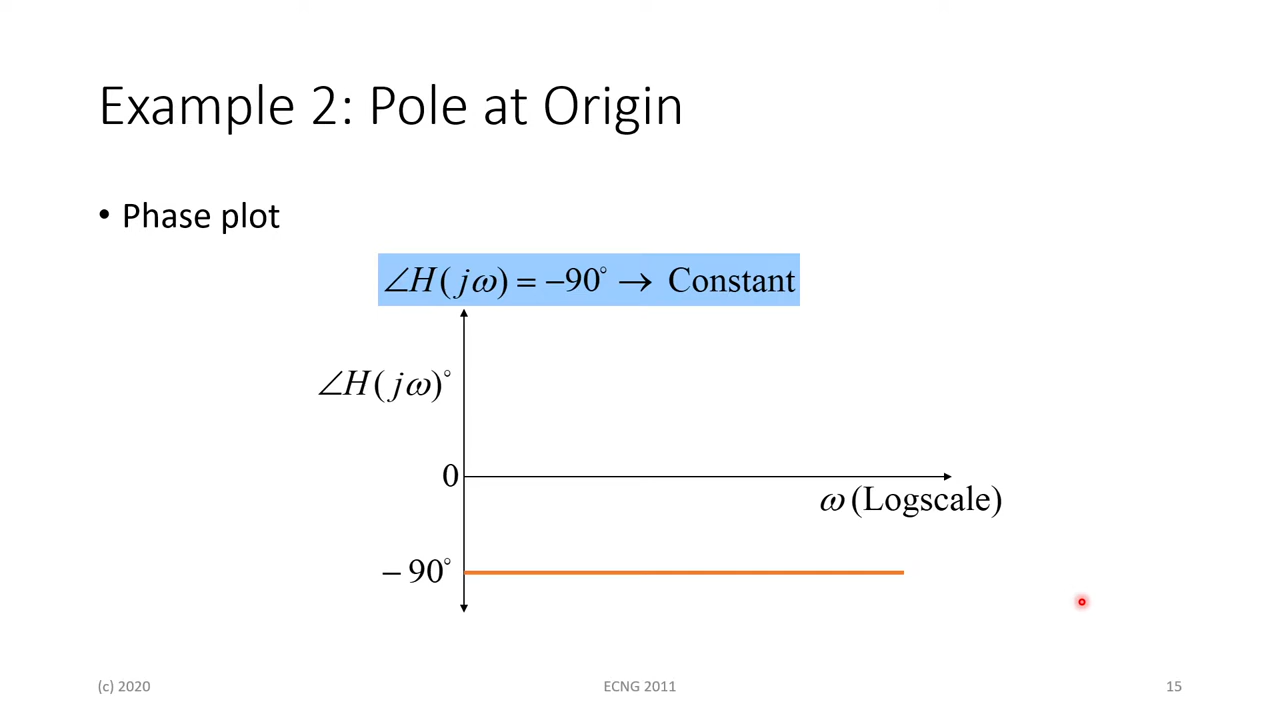 Example 2: Pole at Origin
• Phase plot
∠H(jω) = −90° → Constant
∠H(jω)°
0
ω (Logscale)
− 90°
(c) 2020
ECNG 2011
15